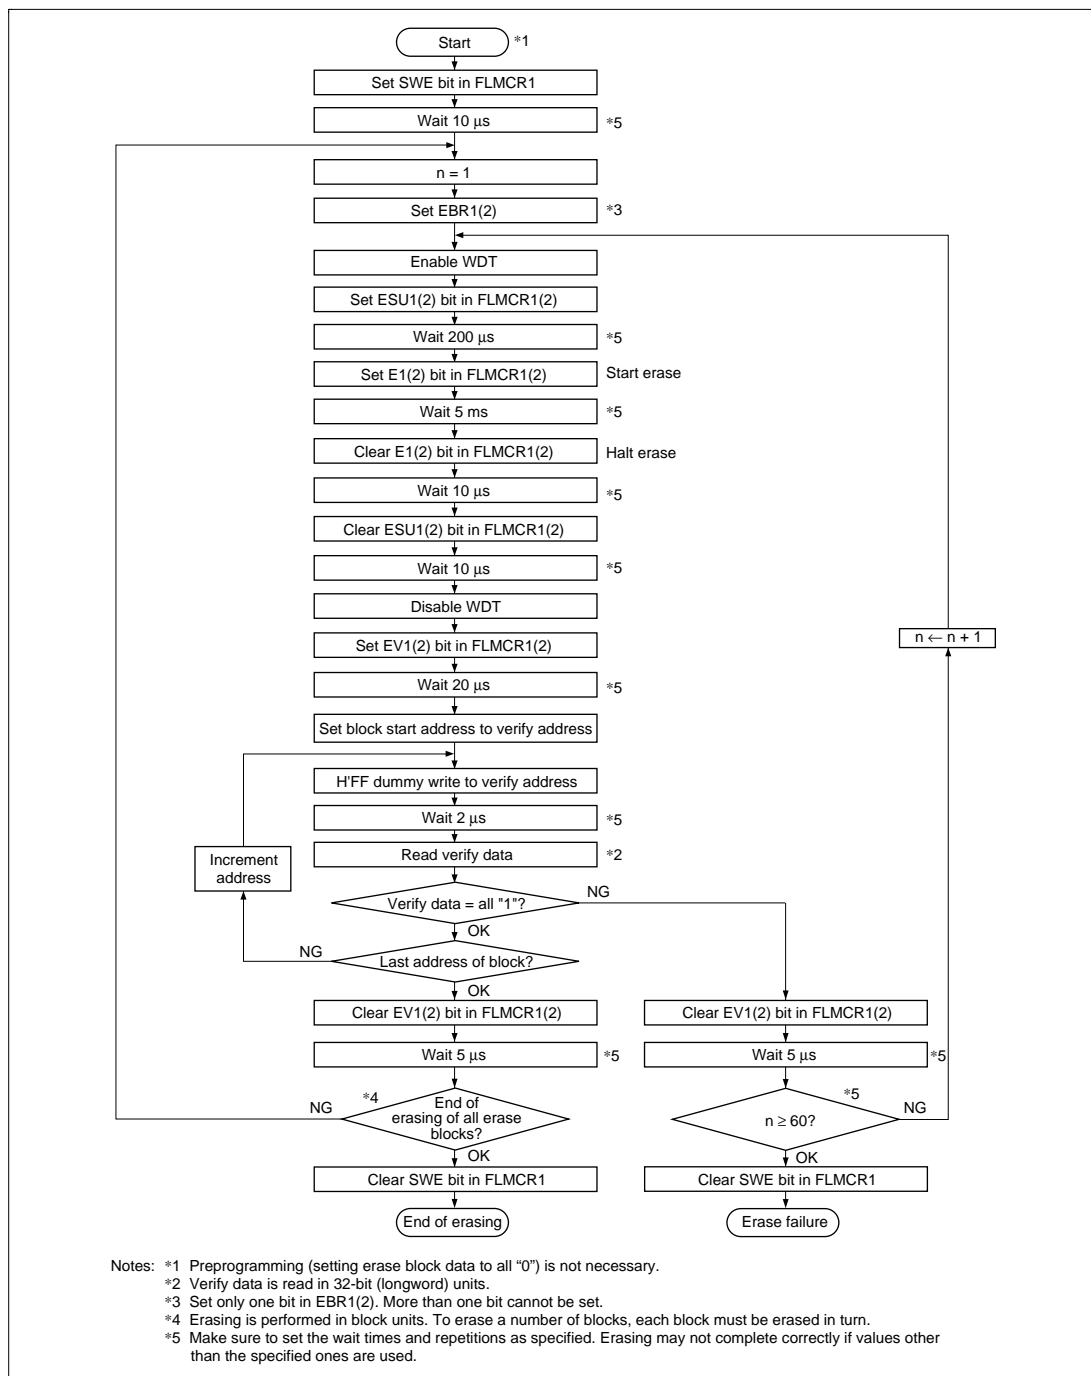 Start *1
Set SWE bit in FLMCR1
Wait 10 μs *5
n = 1
Set EBR1(2) *3
Enable WDT
Set ESU1(2) bit in FLMCR1(2)
Wait 200 μs *5
Set E1(2) bit in FLMCR1(2) Start erase
Wait 5 ms *5
Clear E1(2) bit in FLMCR1(2) Halt erase
Wait 10 μs *5
Clear ESU1(2) bit in FLMCR1(2)
Wait 10 μs *5
Disable WDT
Set EV1(2) bit in FLMCR1(2)
n ← n + 1
Wait 20 μs *5
Set block start address to verify address
H'FF dummy write to verify address
Wait 2 μs *5
Read verify data *2
Increment
address
Verify data = all "1"? NG
OK
NG Last address of block?
OK
Clear EV1(2) bit in FLMCR1(2) Clear EV1(2) bit in FLMCR1(2)
Wait 5 μs *5 Wait 5 μs *5
NG *4 End of
erasing of all erase
blocks?
*5 n ≥ 60? NG
OK OK
Clear SWE bit in FLMCR1 Clear SWE bit in FLMCR1
End of erasing Erase failure
Notes: *1 Preprogramming (setting erase block data to all “0”) is not necessary.
*2 Verify data is read in 32-bit (longword) units.
*3 Set only one bit in EBR1(2). More than one bit cannot be set.
*4 Erasing is performed in block units. To erase a number of blocks, each block must be erased in turn.
*5 Make sure to set the wait times and repetitions as specified. Erasing may not complete correctly if values other
than the specified ones are used.